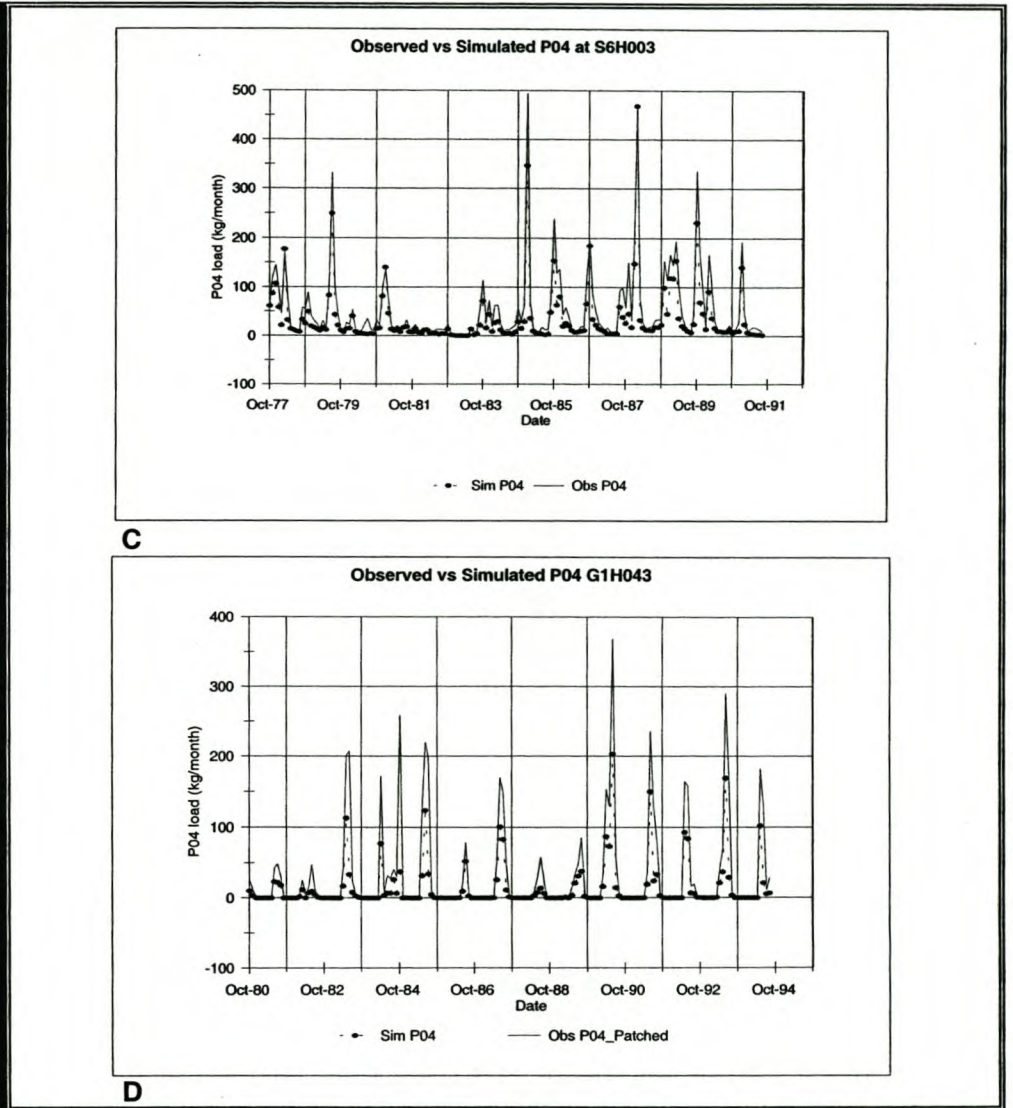 Observed vs Simulated P04 at S6H003
500
400
300
200
100
0
-100
P04 load (kg/month)
Oct-77 Oct-79 Oct-81 Oct-83 Oct-85 Oct-87 Oct-89 Oct-91
Date
Sim P04 Obs P04
C
Observed vs Simulated P04 G1H043
400
300
200
100
0
-100
P04 load (kg/month)
Oct-80 Oct-82 Oct-84 Oct-86 Oct-88 Oct-90 Oct-92 Oct-94
Date
Sim P04 Obs P04_Patched
D